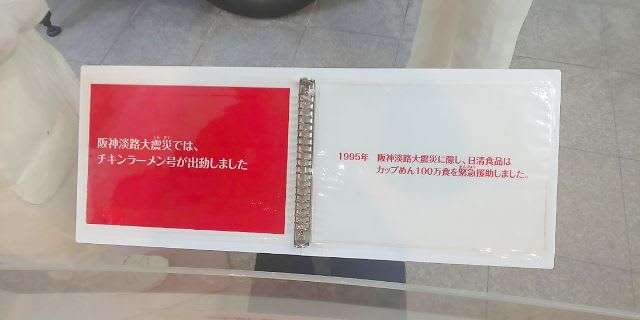 阪神淡路大震災では、
チキンラーメン号が出動しました
1995年 阪神淡路大震災に際し、日清食品は
カップめん100万食を緊急援助しました。